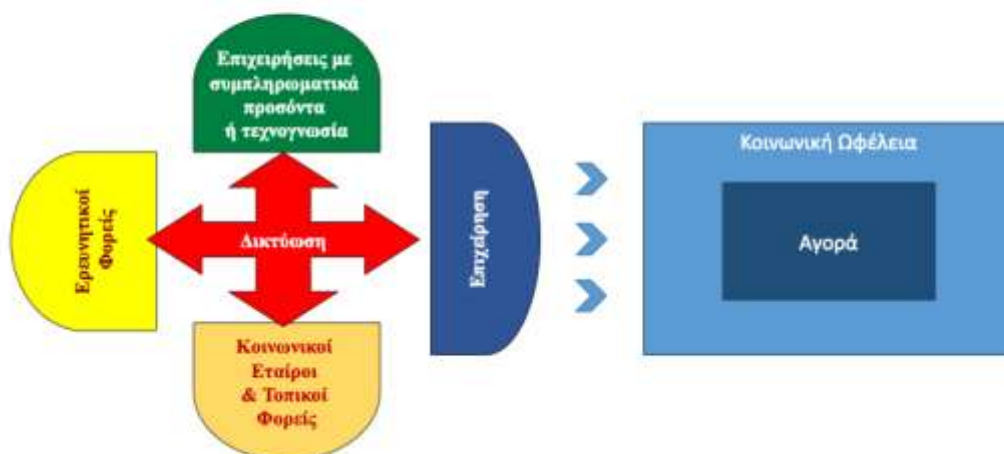 Επιχειρήσεις με
συμπληρωματικά
προσόντα
ή τεχνογνωσία
Ερευνητικοί
Φορείς
Δικτύωση
Επιχείρηση
Κοινωνική Ωφέλεια
Αγορά
Κοινωνικοί
Εταίροι
& Τοπικοί
Φορείς